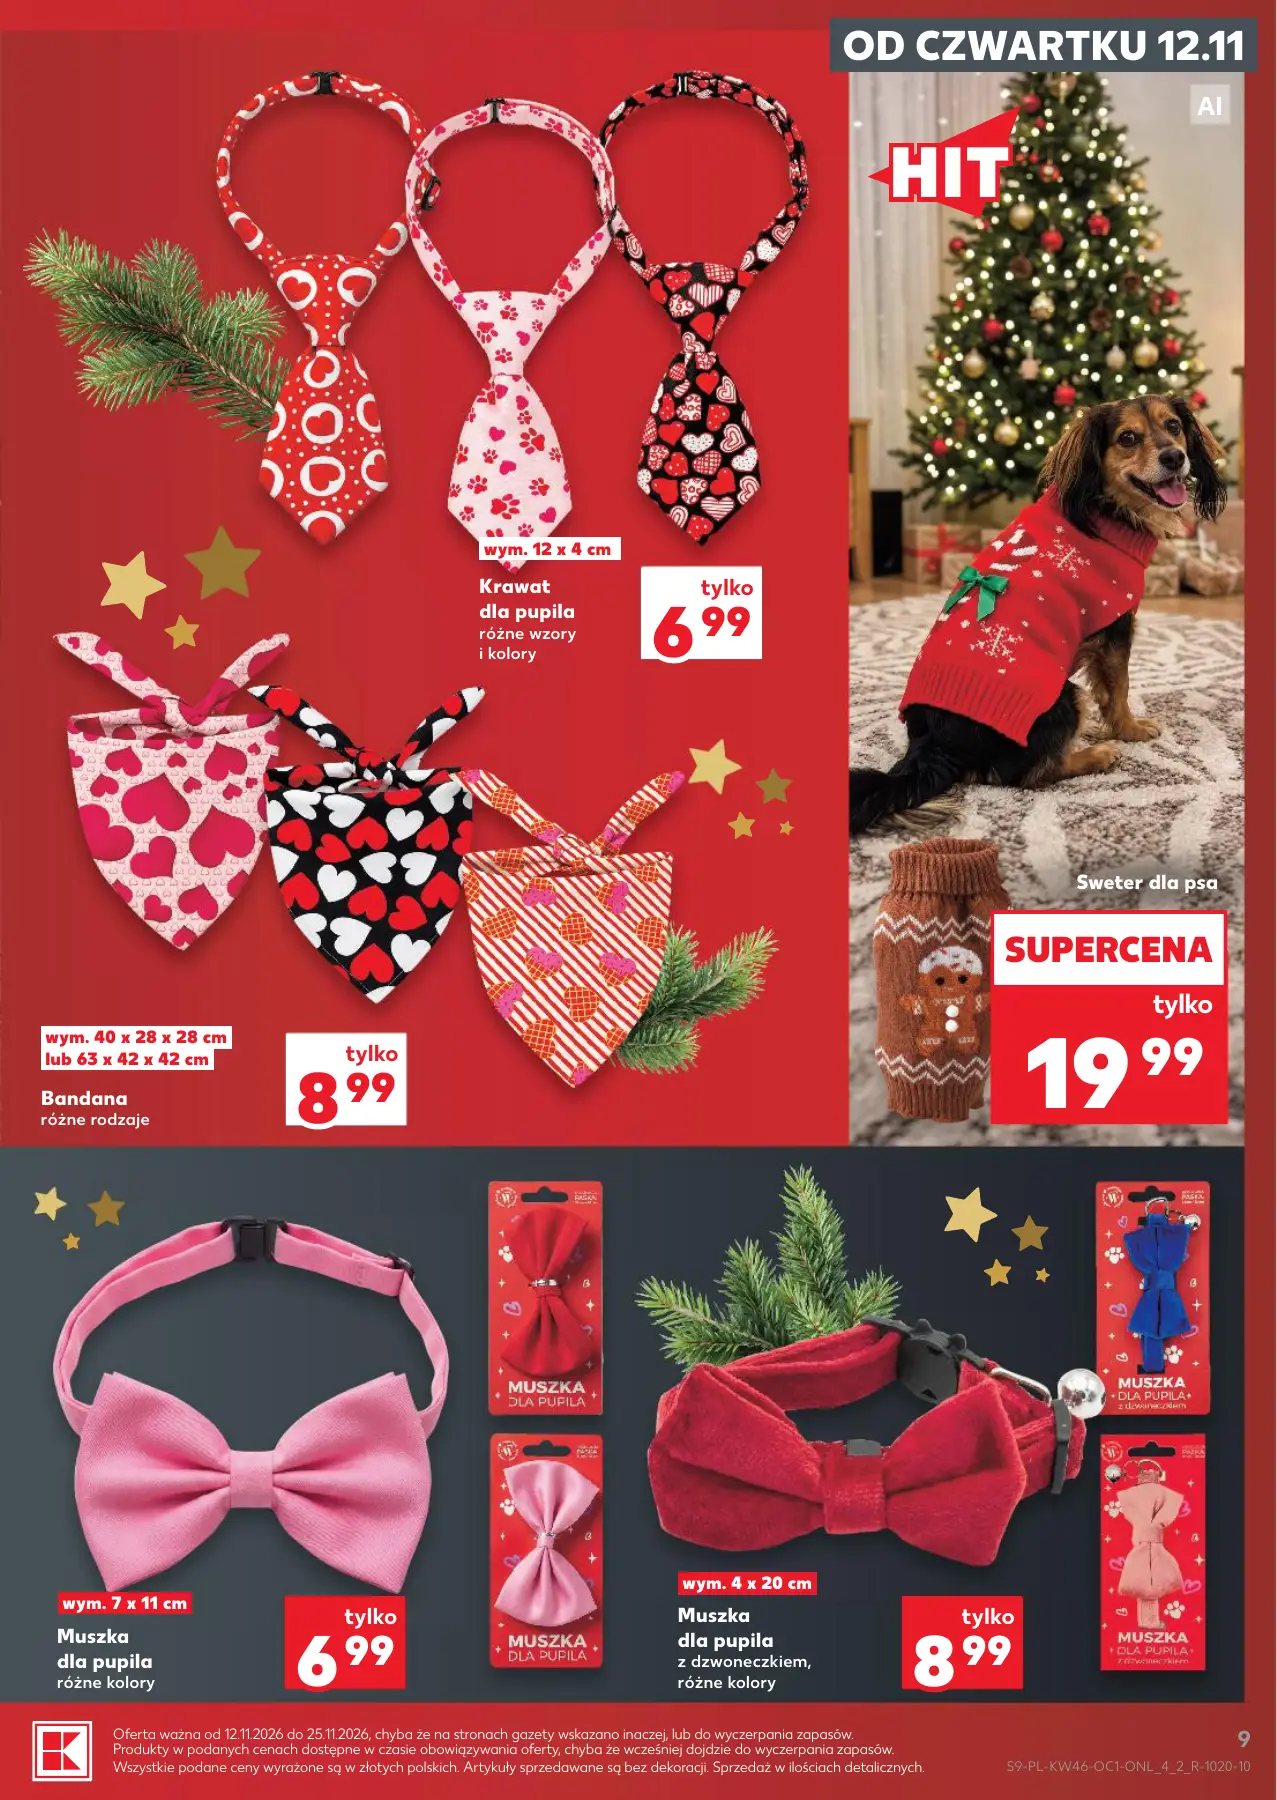 OD CZWARTKU 12.11
AI
HIT
wym. 12 x 4 cm
Krawat
dla pupila
różne wzory
i kolory
tylko
6 99
Sweter dla psa
SUPERCENA
tylko
19 99
wym. 40 x 28 x 28 cm
lub 63 x 42 x 42 cm
Bandana
różne rodzaje
tylko
8 99
MUSZKA
DLA PUPILA
MUSZKA
DLA PUPILA
z dzwoneczkiem
wym. 7 x 11 cm
Muszka
dla pupila
różne kolory
tylko
6 99
MUSZKA
DLA PUPILA
wym. 4 x 20 cm
Muszka
dla pupila
z dzwoneczkiem,
różne kolory
tylko
8 99
MUSZKA
DLA PUPILA
z dzwoneczkiem
K
Oferta ważna od 12.11.2026 do 25.11.2026, chyba że na stronach gazety wskazano inaczej, lub do wyczerpania zapasów.
Produkty w podanych cenach dostępne w czasie obowiązywania oferty, chyba że wcześniej dojdzie do wyczerpania zapasów.
Wszystkie podane ceny wyrażone są w złotych polskich. Artykuły sprzedawane są bez dekoracji. Sprzedaż w ilościach detalicznych.
9
S9-PL-KW46-OC1-ONL_4_2_R-1020-10